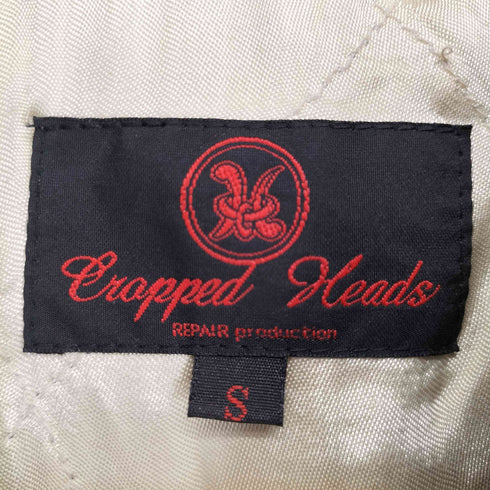 Cropped Heads
REPAIR production
S